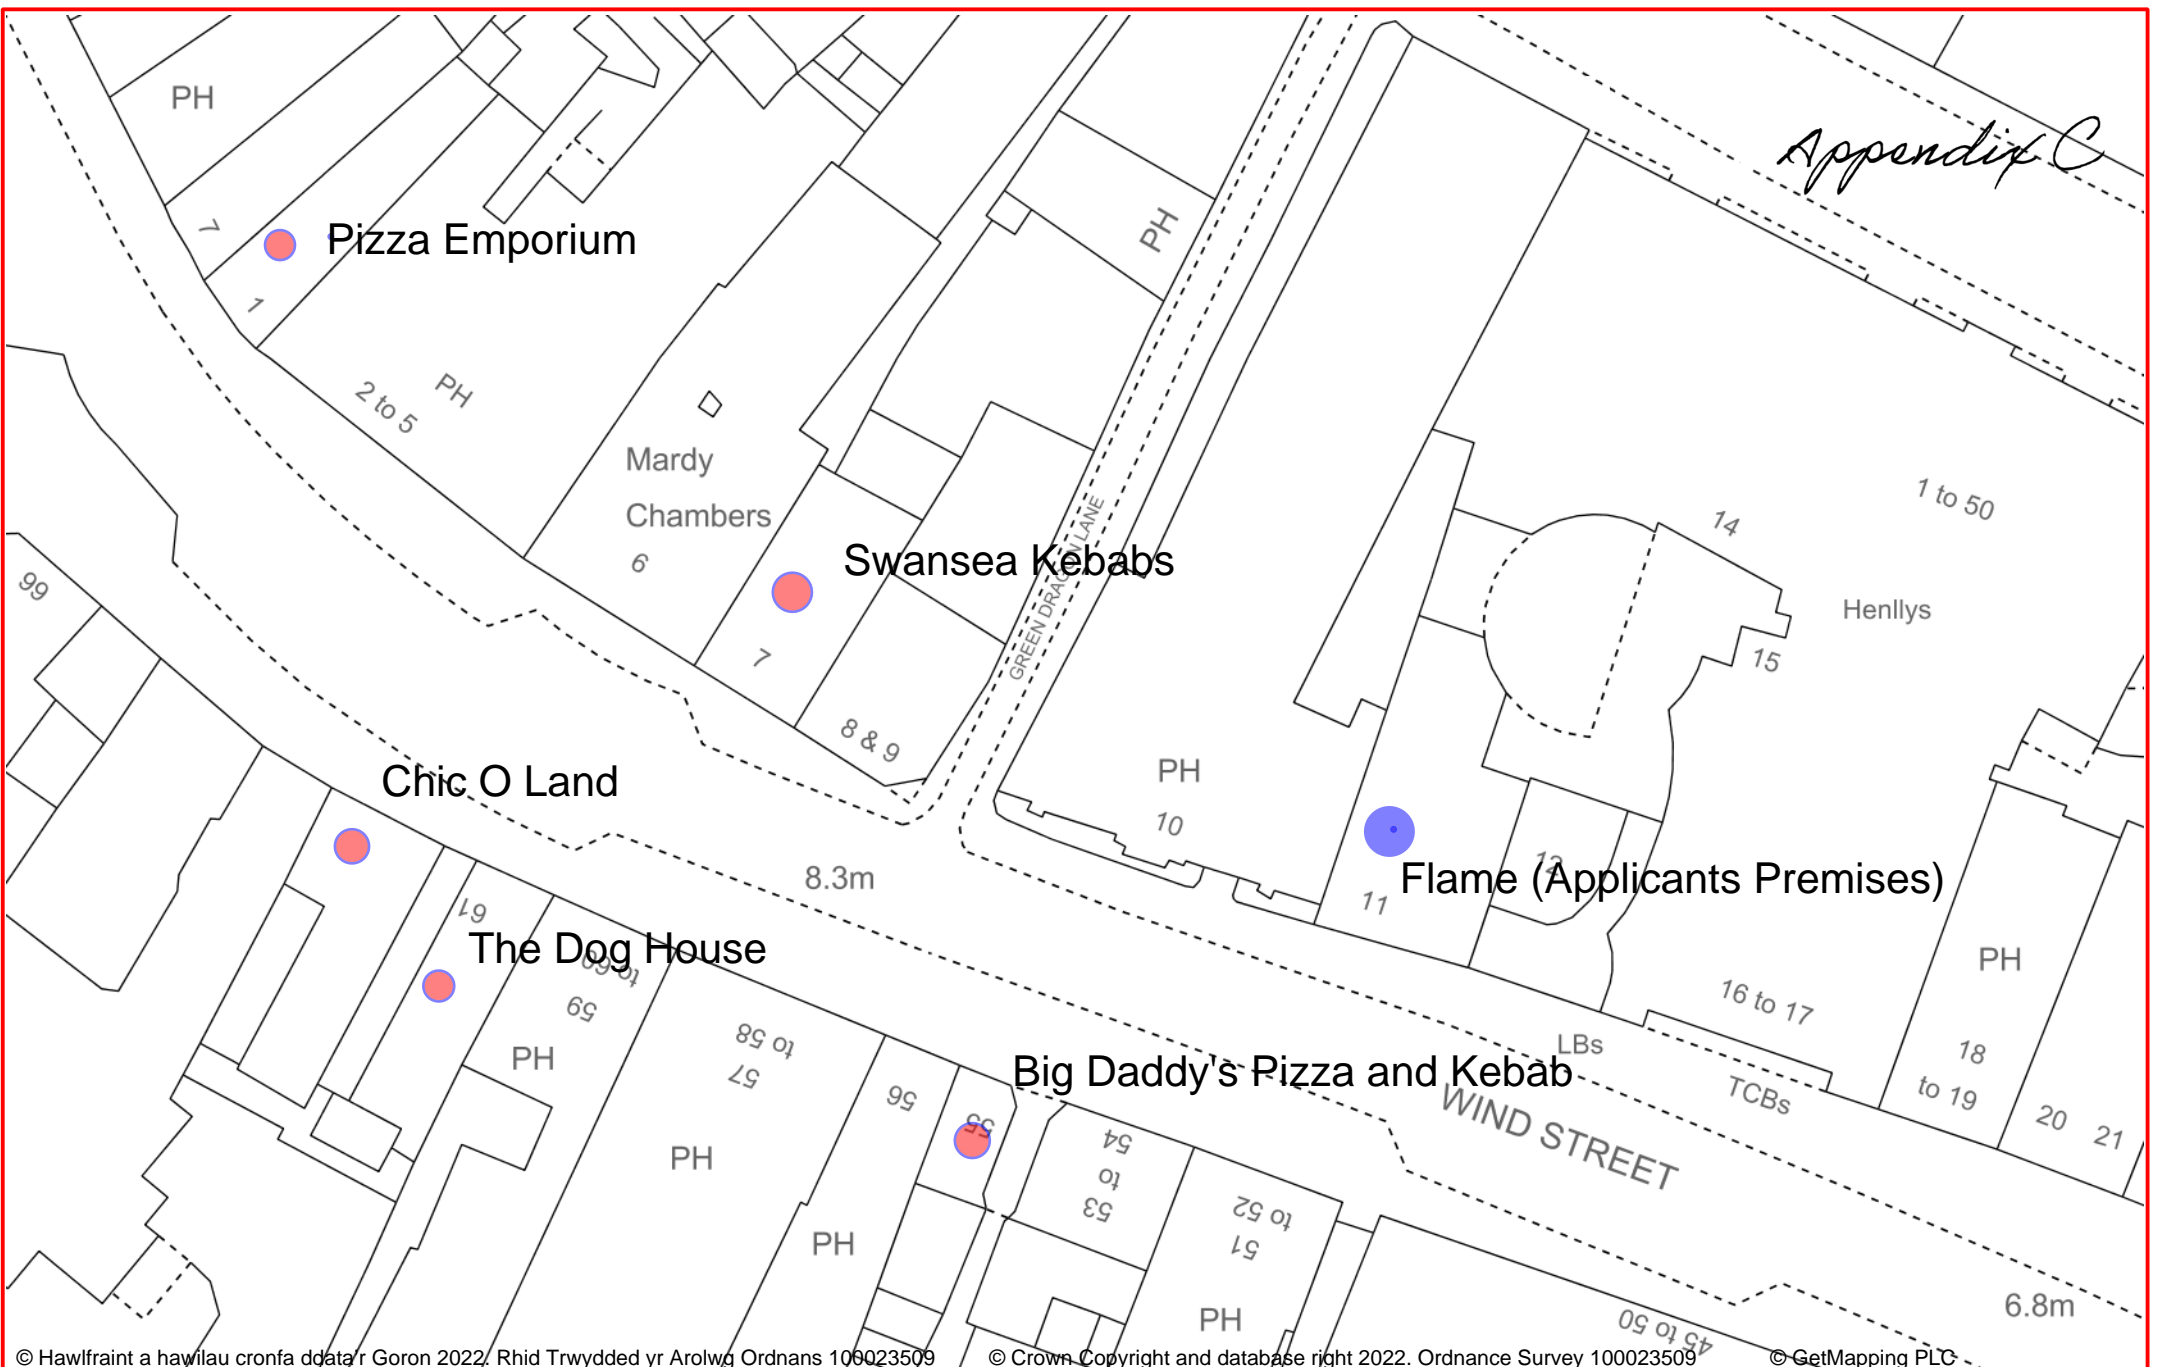 Appendix C
PH
7
Pizza Emporium
1
2 to 5
PH
PH
Mardy
Chambers
6
Swansea Kebabs
7
8 & 9
GREEN DRAGON LANE
1 to 50
14
Henllys
15
66
PH
10
12
11
Flame (Applicants Premises)
Chic O Land
8.3m
61
The Dog House
59
to 60
PH
57
to 58
PH
56
55
Big Daddy's Pizza and Kebab
PH
53
to
54
51
to 52
PH
WIND STREET
LBs
TCBs
16 to 17
PH
18
to 19
20
21
6.8m
45 to 50
© Hawlfraint a hawliau cronfa ddata'r Goron 2022. Rhid Trwydded yr Arolwg Ordnans 100023509
© Crown Copyright and database right 2022. Ordnance Survey 100023509
© GetMapping PLC